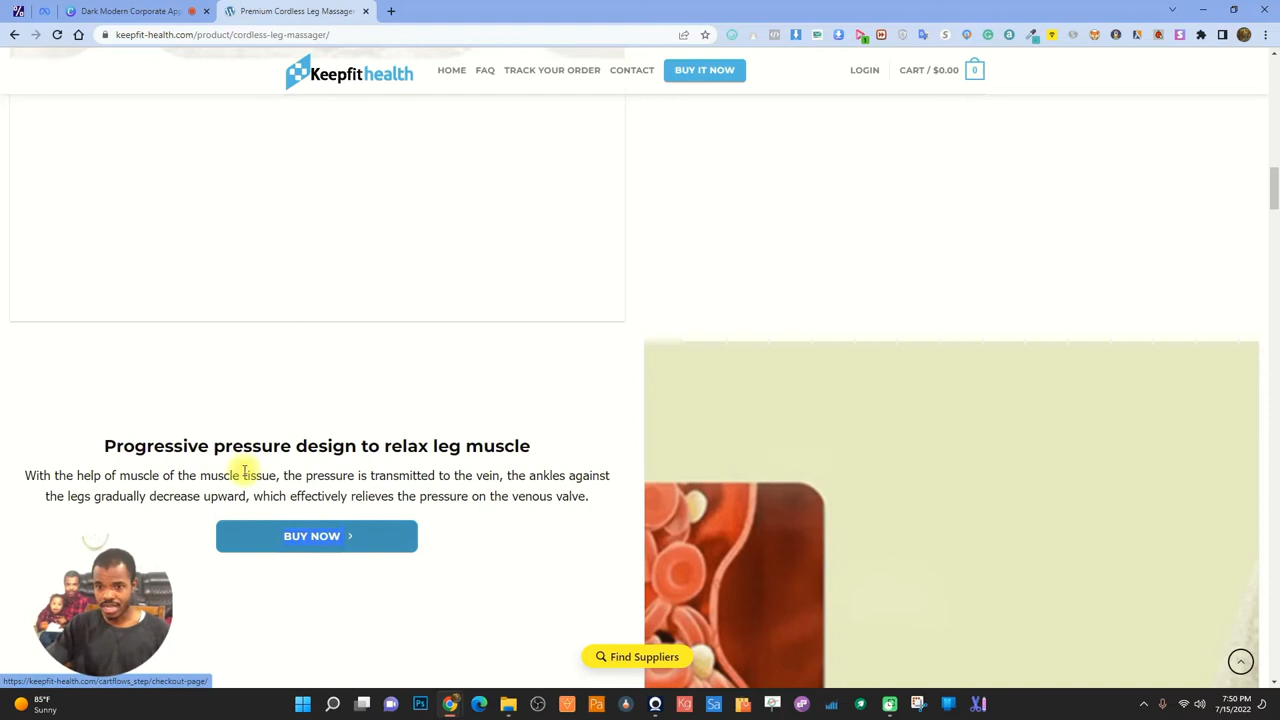 Dark Modern Corporate App
Premium Cordless Leg Massager
keepfit-health.com/product/cordless-leg-massager/
Keepfithealth
HOME
FAQ
TRACK YOUR ORDER
CONTACT
BUY IT NOW
LOGIN
CART / $0.00
0
Progressive pressure design to relax leg muscle
With the help of muscle of the muscle tissue, the pressure is transmitted to the vein, the ankles against
the legs gradually decrease upward, which effectively relieves the pressure on the venous valve.
BUY NOW
Find Suppliers
https://keepfit-health.com/cartflows_step/checkout-page/
85°F
Sunny
7:50 PM
7/15/2022